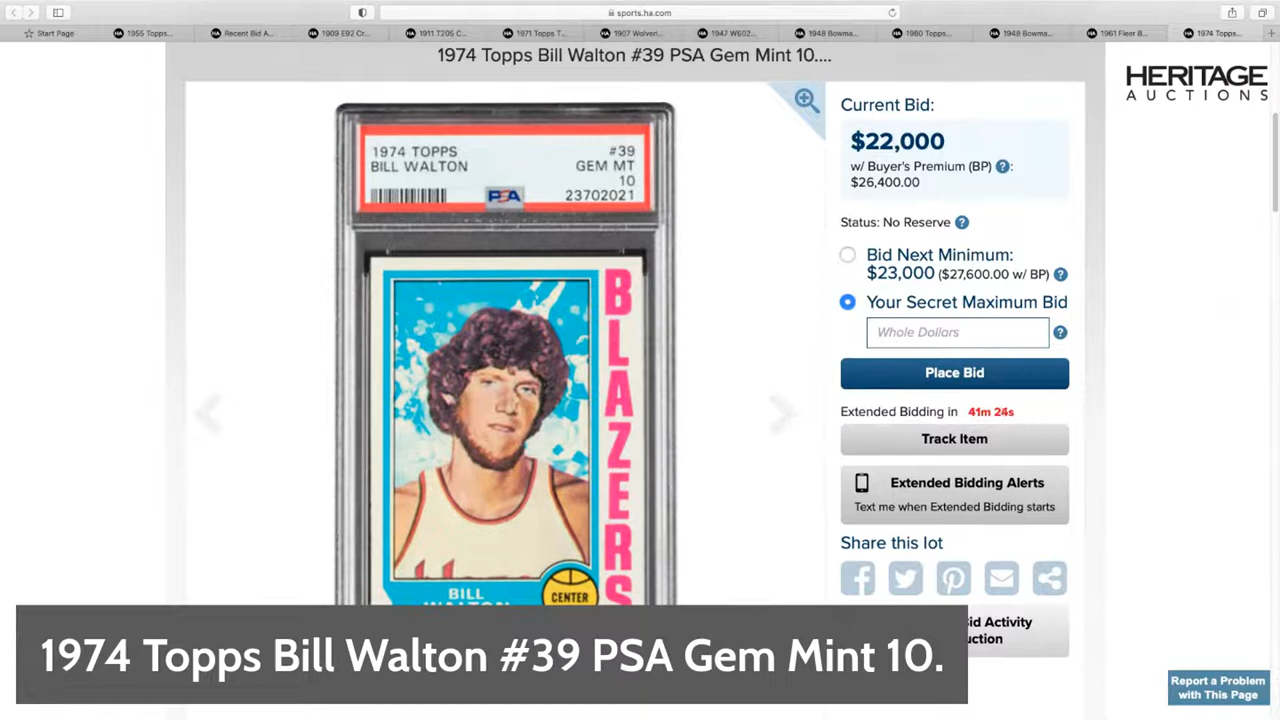 sports.ha.com
Start Page
1955 Topps...
Recent Bid A...
1909 E92 Cr...
1911 T205 C...
1971 Topps T...
1907 Wolveri...
1947 W602...
1948 Bowma...
1980 Topps...
1948 Bowma...
1961 Fleer B...
1974 Topps...
1974 Topps Bill Walton #39 PSA Gem Mint 10....
HERITAGE
AUCTIONS
1974 TOPPS #39
BILL WALTON GEM MT
10
PSA 23702021
BLAZERS
BILL
WALTON
CENTER
Current Bid:
$22,000
w/ Buyer's Premium (BP) ?:
$26,400.00
Status: No Reserve ?
Bid Next Minimum:
$23,000 ($27,600.00 w/ BP) ?
Your Secret Maximum Bid
Whole Dollars ?
Place Bid
Extended Bidding in 41m 24s
Track Item
Extended Bidding Alerts
Text me when Extended Bidding starts
Share this lot
id Activity
uction
1974 Topps Bill Walton #39 PSA Gem Mint 10.
Report a Problem
with This Page